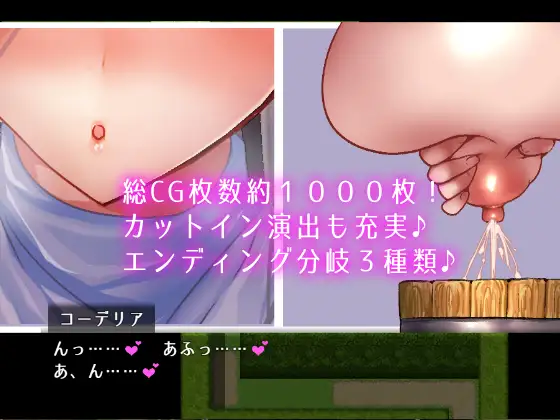 総CG枚数約１０００枚！
カットイン演出も充実♪
エンディング分岐３種類♪
コーデリア
んっ……💕　あふっ……💕
あ、ん……💕